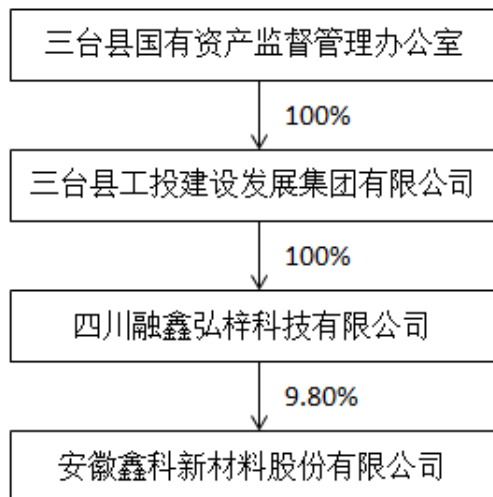 三台县国有资产监督管理办公室
100%
三台县工投建设发展集团有限公司
100%
四川融鑫弘梓科技有限公司
9.80%
安徽鑫科新材料股份有限公司